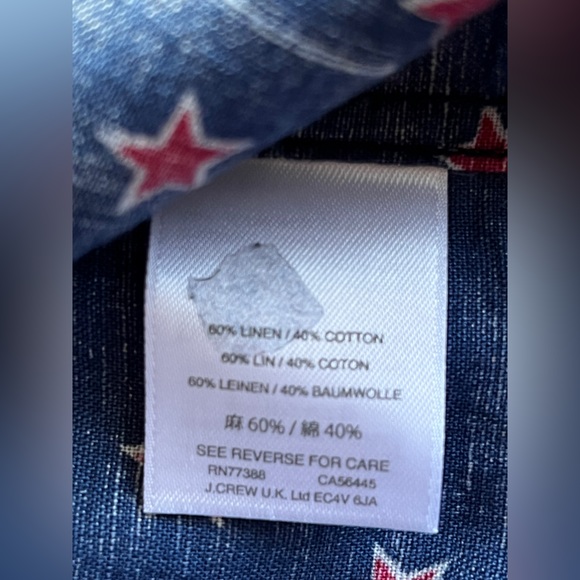 60% LINEN / 40% COTTON
60% LIN / 40% COTON
60% LEINEN / 40% BAUMWOLLE
麻 60% / 綿 40%
SEE REVERSE FOR CARE
RN77388 CA56445
J.CREW U.K. Ltd EC4V 6JA